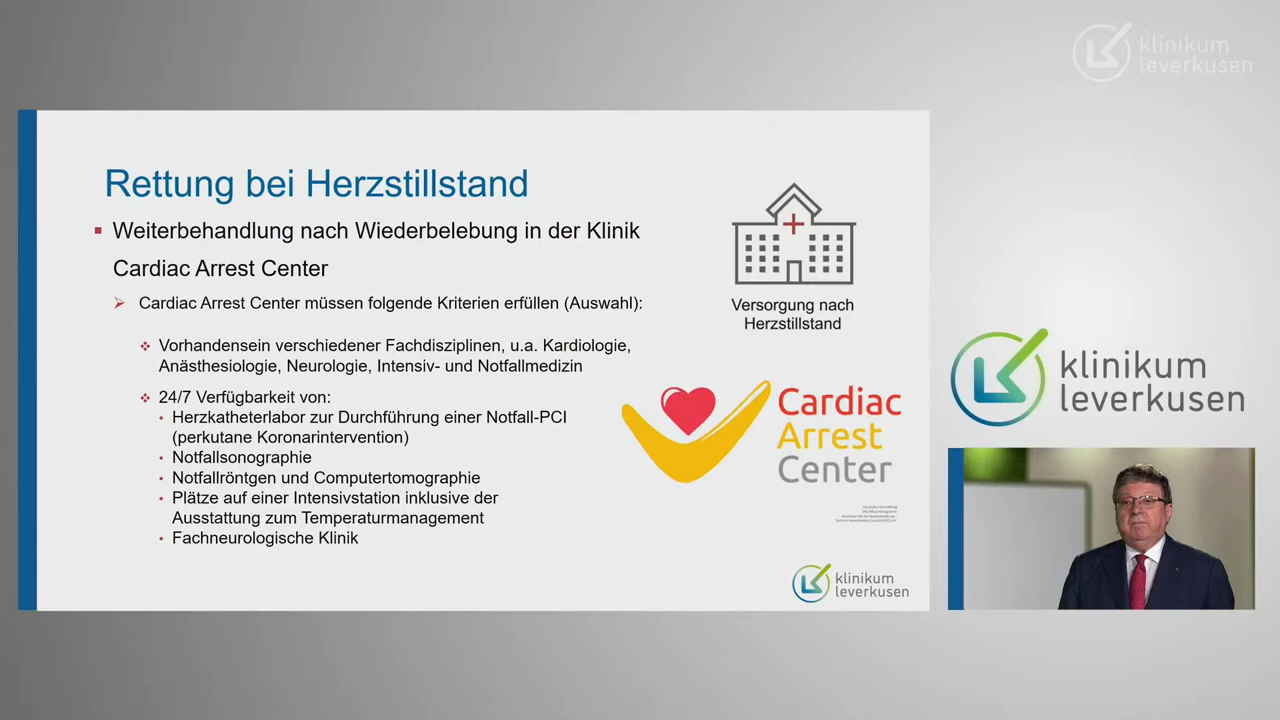 klinikum
leverkusen
Rettung bei Herzstillstand
Weiterbehandlung nach Wiederbelebung in der Klinik
Cardiac Arrest Center
Cardiac Arrest Center müssen folgende Kriterien erfüllen (Auswahl):
Vorhandensein verschiedener Fachdisziplinen, u.a. Kardiologie,
Anästhesiologie, Neurologie, Intensiv- und Notfallmedizin
24/7 Verfügbarkeit von:
Herzkatheterlabor zur Durchführung einer Notfall-PCI
(perkutane Koronarintervention)
Notfallsonographie
Notfallröntgen und Computertomographie
Plätze auf einer Intensivstation inklusive der
Ausstattung zum Temperaturmanagement
Fachneurologische Klinik
Versorgung nach
Herzstillstand
Cardiac
Arrest
Center
klinikum
leverkusen
klinikum
leverkusen